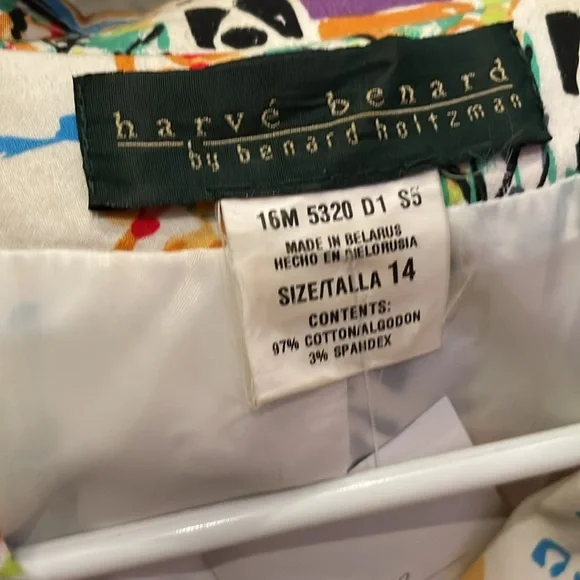 harvé benard
by benard holtzman
16M 5320 D1 S5
MADE IN BELARUS
HECHO EN BIELORUSIA
SIZE/TALLA 14
CONTENTS:
97% COTTON/ALGODON
3% SPANDEX